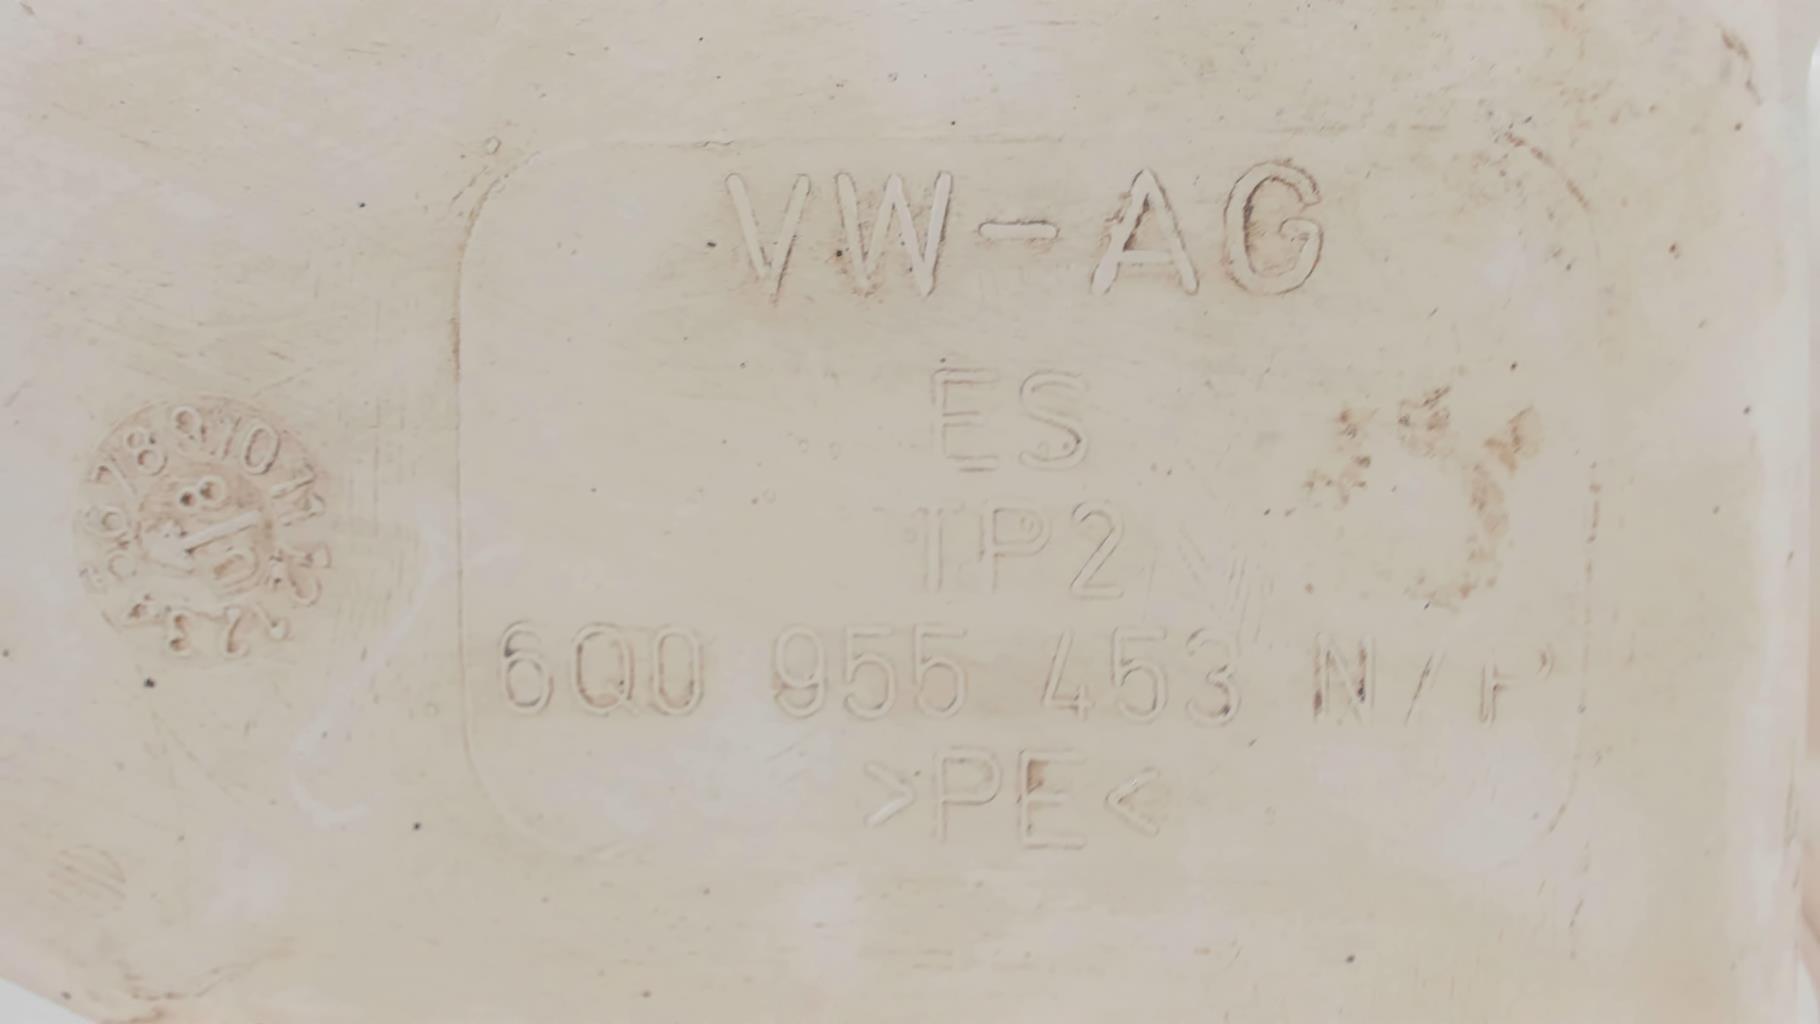 VW-AG
ES
TP2
6Q0 955 453 N/P
>PE<